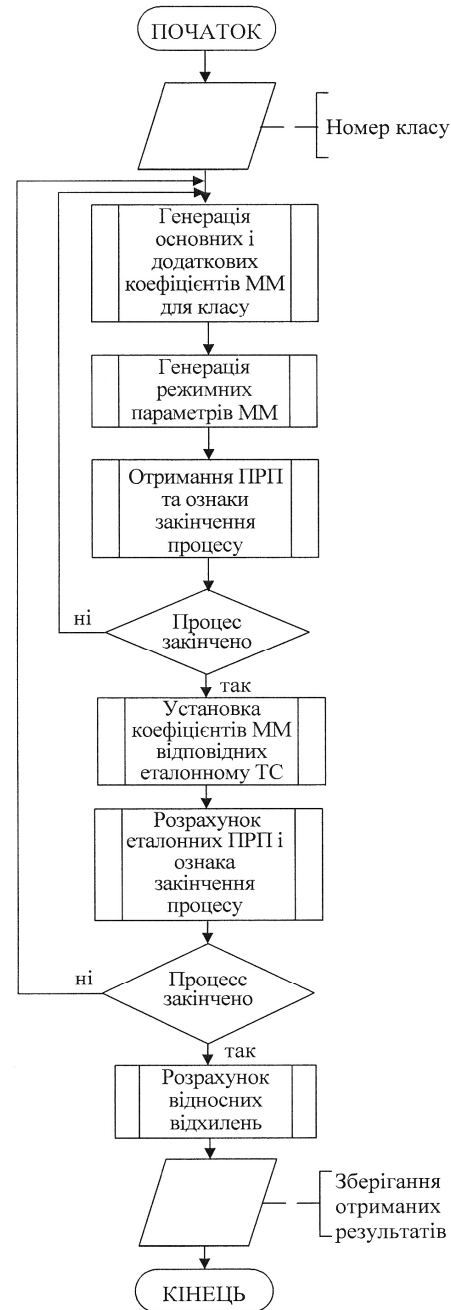 ПОЧАТОК
Номер класу
Генерація
основних і
додаткових
коефіцієнтів ММ
для класу
Генерація
режимних
параметрів ММ
Отримання ПРП
та ознаки
закінчення
процесу
ні
Процес
закінчено
так
Установка
коефіцієнтів ММ
відповідних
еталонному ТС
Розрахунок
еталонних ПРП і
ознака
закінчення
процесу
ні
Процесс
закінчено
так
Розрахунок
відносних
відхилень
Зберігання
отриманих
результатів
КІНЕЦЬ